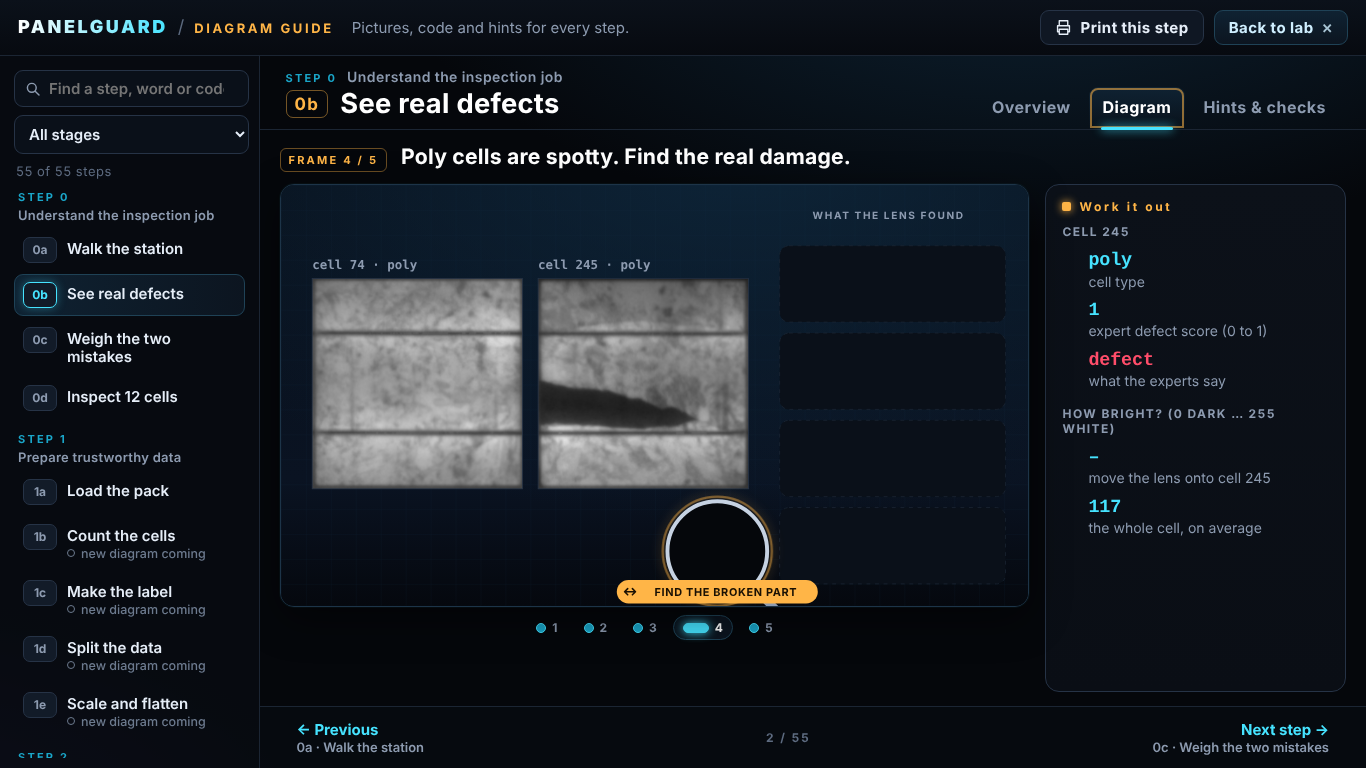 PANELGUARD / DIAGRAM GUIDE Pictures, code and hints for every step.
Print this step
Back to lab ×
Find a step, word or cod
All stages
55 of 55 steps
STEP 0
Understand the inspection job
0a Walk the station
0b See real defects
0c Weigh the two
mistakes
0d Inspect 12 cells
STEP 1
Prepare trustworthy data
1a Load the pack
1b Count the cells
new diagram coming
1c Make the label
new diagram coming
1d Split the data
new diagram coming
1e Scale and flatten
new diagram coming
STEP 2
STEP 0 Understand the inspection job
0b See real defects
Overview
Diagram
Hints & checks
FRAME 4 / 5 Poly cells are spotty. Find the real damage.
WHAT THE LENS FOUND
cell 74 · poly
cell 245 · poly
↔ FIND THE BROKEN PART
1 2 3 4 5
Work it out
CELL 245
poly
cell type
1
expert defect score (0 to 1)
defect
what the experts say
HOW BRIGHT? (0 DARK … 255
WHITE)
–
move the lens onto cell 245
117
the whole cell, on average
← Previous
0a · Walk the station
2 / 55
Next step →
0c · Weigh the two mistakes